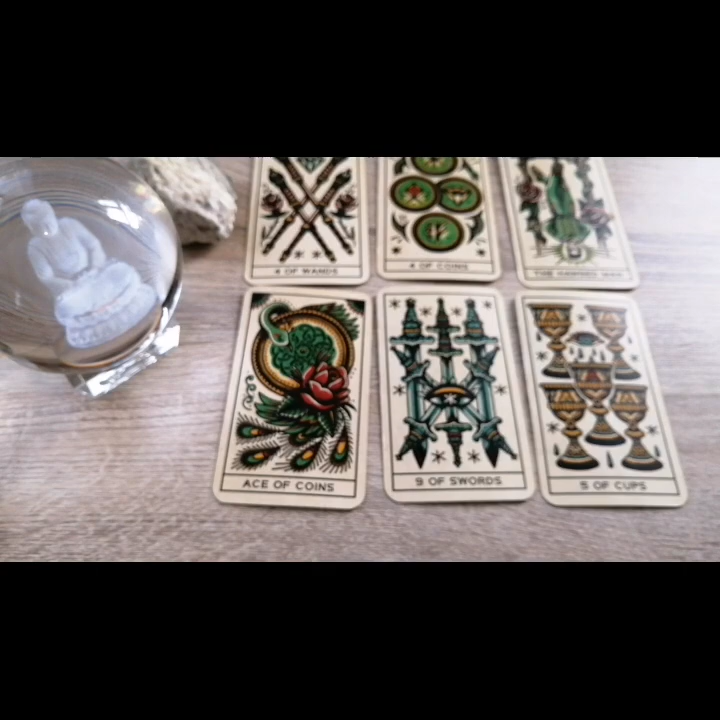 4 OF WANDS
4 OF COINS
THE HANGED MAN
ACE OF COINS
9 OF SWORDS
5 OF CUPS